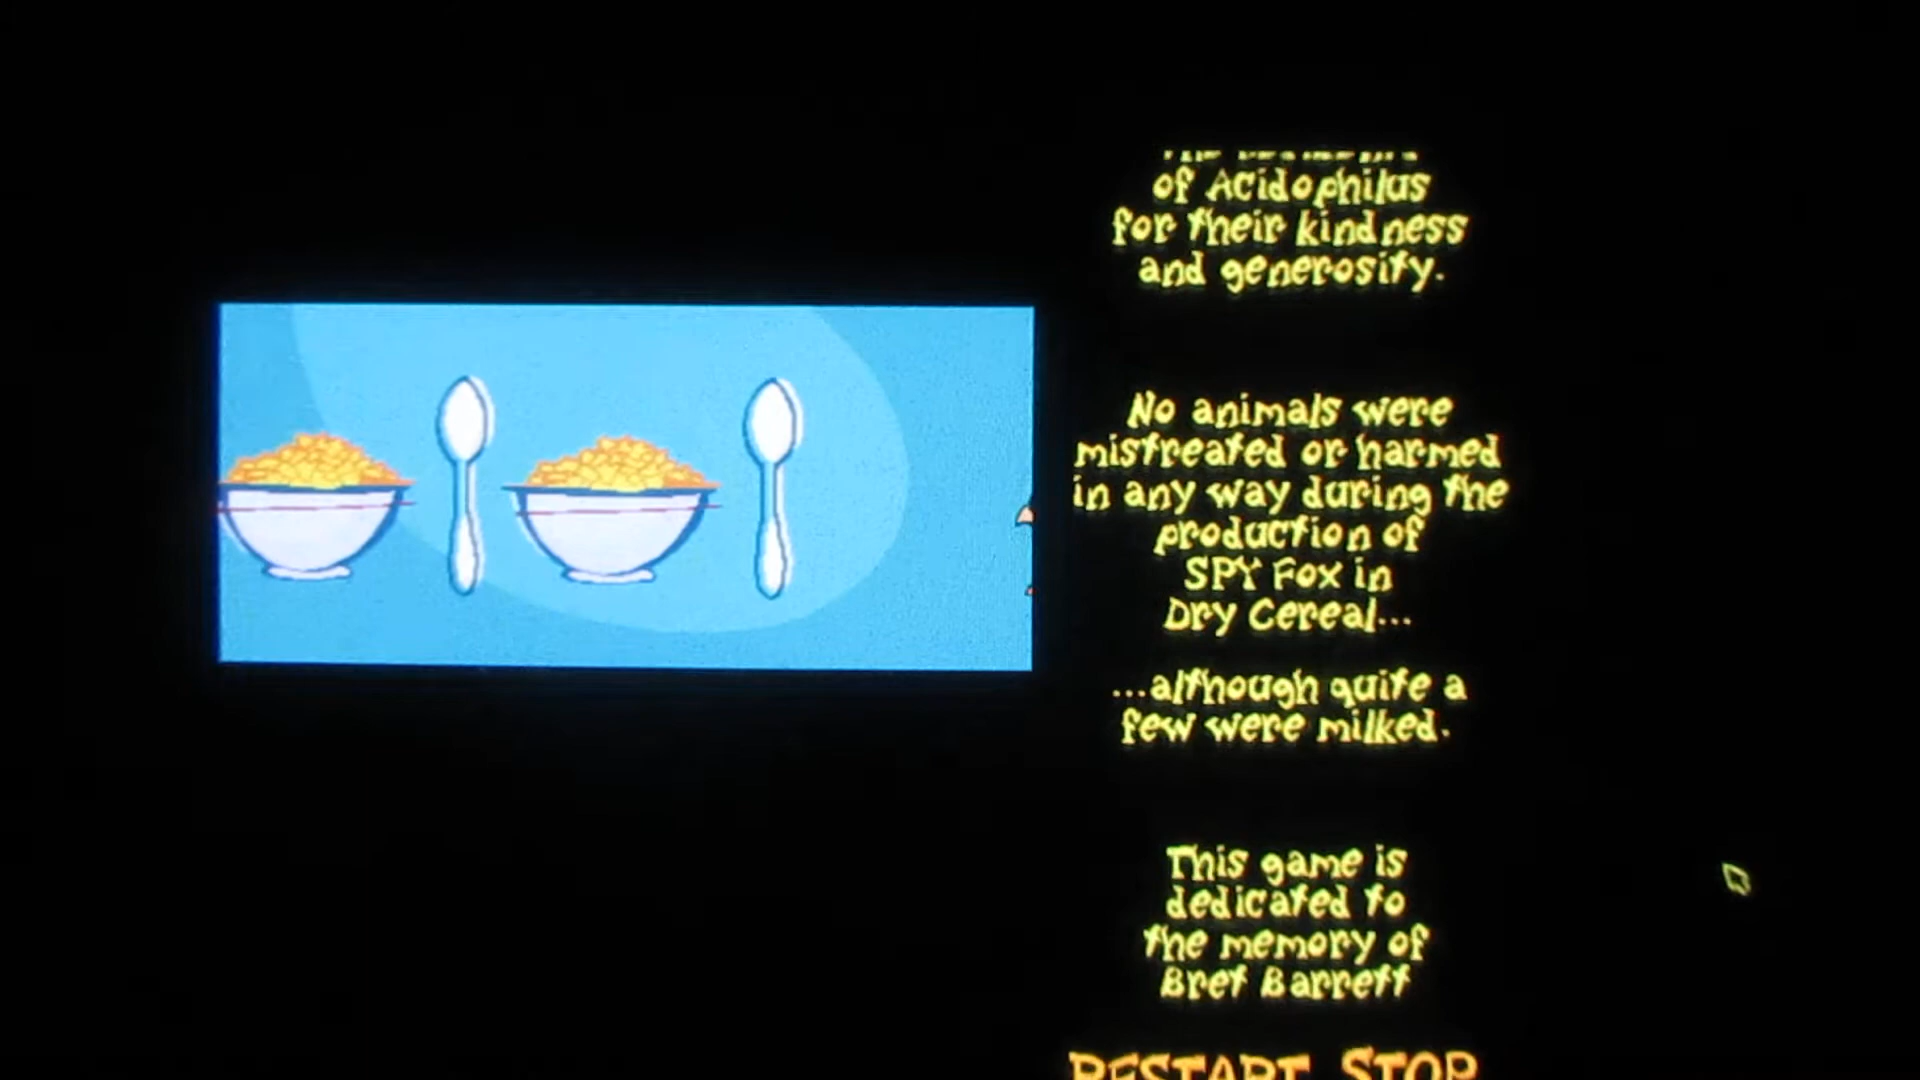 of Acidophilus
for their kindness
and generosity.
No animals were
mistreated or harmed
in any way during the
production of
SPY Fox in
Dry Cereal...
...although quite a
few were milked.
This game is
dedicated to
the memory of
Bret Barrett
RESTART STOP